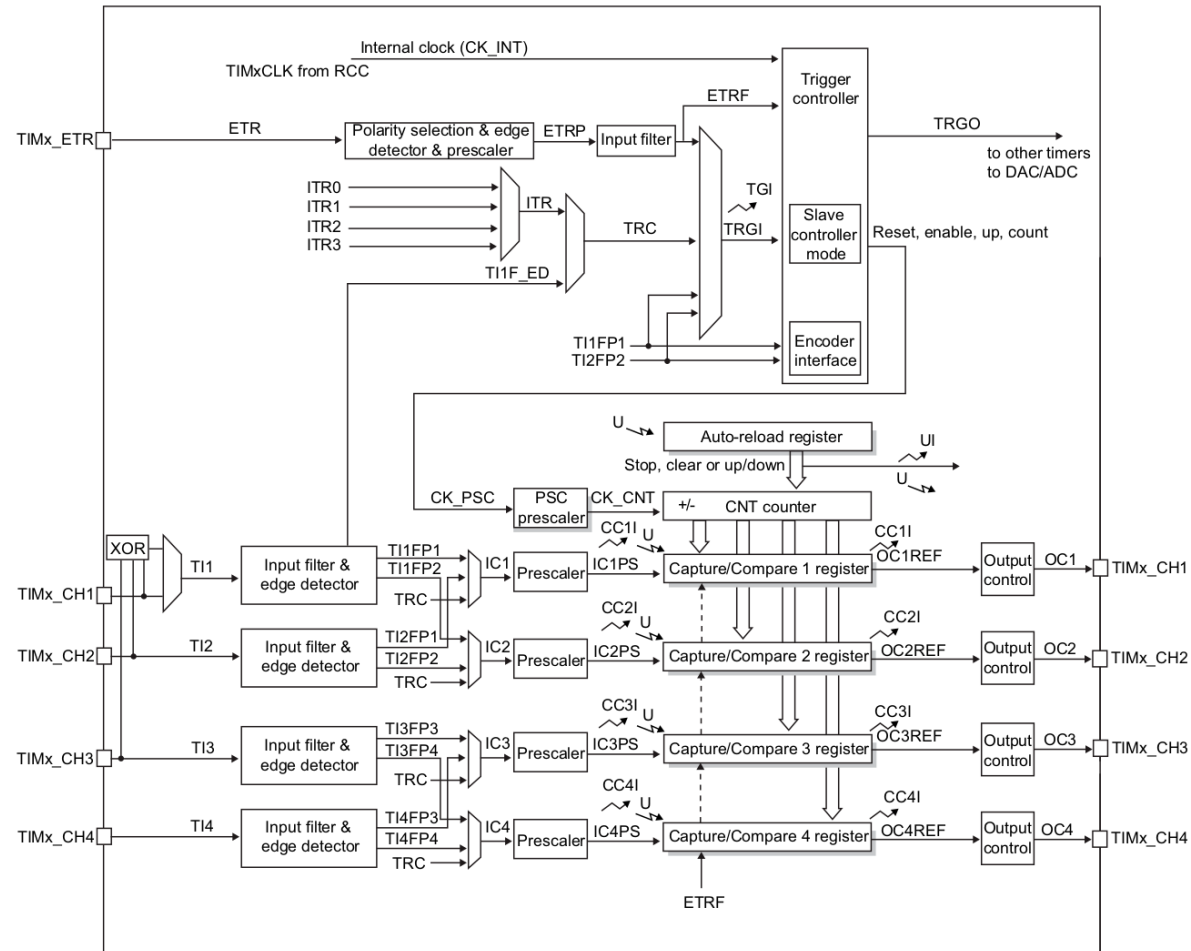 Internal clock (CK_INT)
TIMxCLK from RCC
Trigger
controller
ETRF
TIMx_ETR
ETR
Polarity selection & edge
detector & prescaler
ETRP
Input filter
TRGO
to other timers
to DAC/ADC
ITR0
ITR1
ITR2
ITR3
ITR
TI1F_ED
TRC
TGI
TRGI
Slave
controller
mode
Reset, enable, up, count
TI1FP1
TI2FP2
Encoder
interface
U
Auto-reload register
Stop, clear or up/down
UI
U
CK_PSC
PSC
prescaler
CK_CNT
+/-
CNT counter
XOR
TI1
TIMx_CH1
Input filter &
edge detector
TI1FP1
TI1FP2
TRC
IC1
Prescaler
IC1PS
CC1I
U
Capture/Compare 1 register
CC1I
OC1REF
Output
control
OC1
TIMx_CH1
TIMx_CH2
TI2
Input filter &
edge detector
TI2FP1
TI2FP2
TRC
IC2
Prescaler
IC2PS
CC2I
U
Capture/Compare 2 register
CC2I
OC2REF
Output
control
OC2
TIMx_CH2
TIMx_CH3
TI3
Input filter &
edge detector
TI3FP3
TI3FP4
TRC
IC3
Prescaler
IC3PS
CC3I
U
Capture/Compare 3 register
CC3I
OC3REF
Output
control
OC3
TIMx_CH3
TIMx_CH4
TI4
Input filter &
edge detector
TI4FP3
TI4FP4
TRC
IC4
Prescaler
IC4PS
CC4I
U
Capture/Compare 4 register
CC4I
OC4REF
Output
control
OC4
TIMx_CH4
ETRF